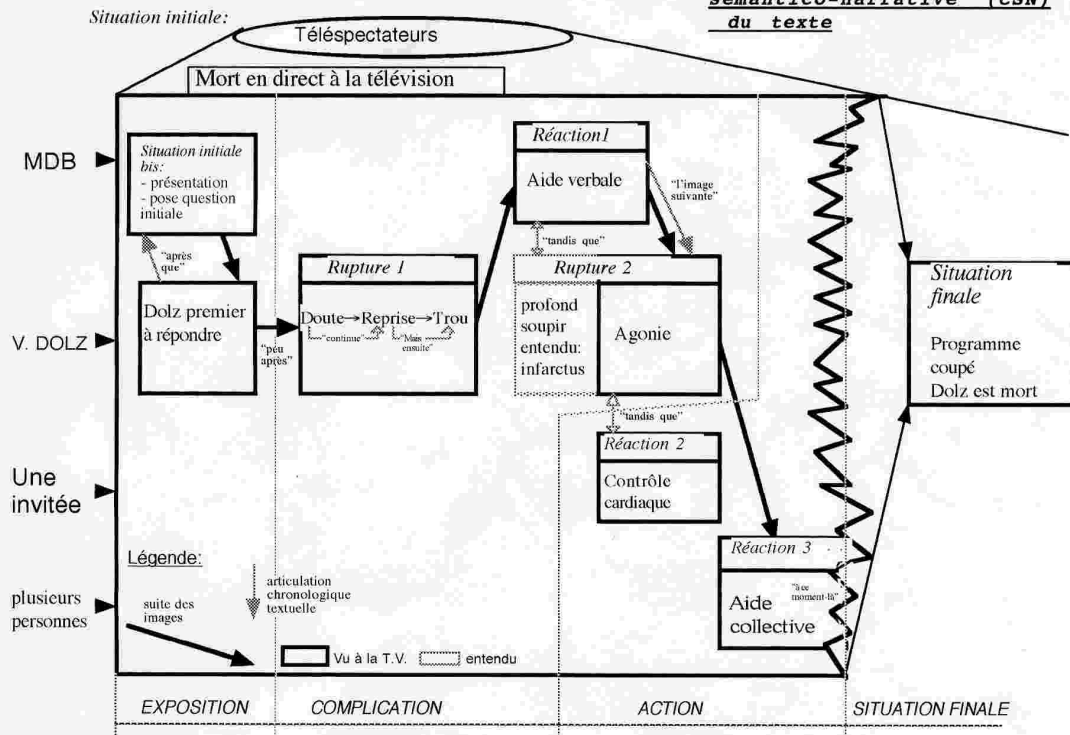 Situation initiale:
sémantico-narrative (CSN)
du texte
Téléspectateurs
Mort en direct à la télévision
MDB
Situation initiale
bis:
- présentation
- pose question
initiale
"après
que"
Réaction1
Aide verbale
"l'image
suivante"
"tandis que"
V. DOLZ
Dolz premier
à répondre
"peu
après"
Rupture 1
Doute→Reprise→Trou
"continue"
"Mais
ensuite"
Rupture 2
profond
soupir
entendu:
infarctus
Agonie
"tandis que"
Situation
finale
Programme
coupé
Dolz est mort
Une
invitée
Réaction 2
Contrôle
cardiaque
Réaction 3
"à ce
moment-là"
Aide
collective
plusieurs
personnes
Légende:
suite des
images
articulation
chronologique
textuelle
Vu à la T.V.
entendu
EXPOSITION
COMPLICATION
ACTION
SITUATION FINALE